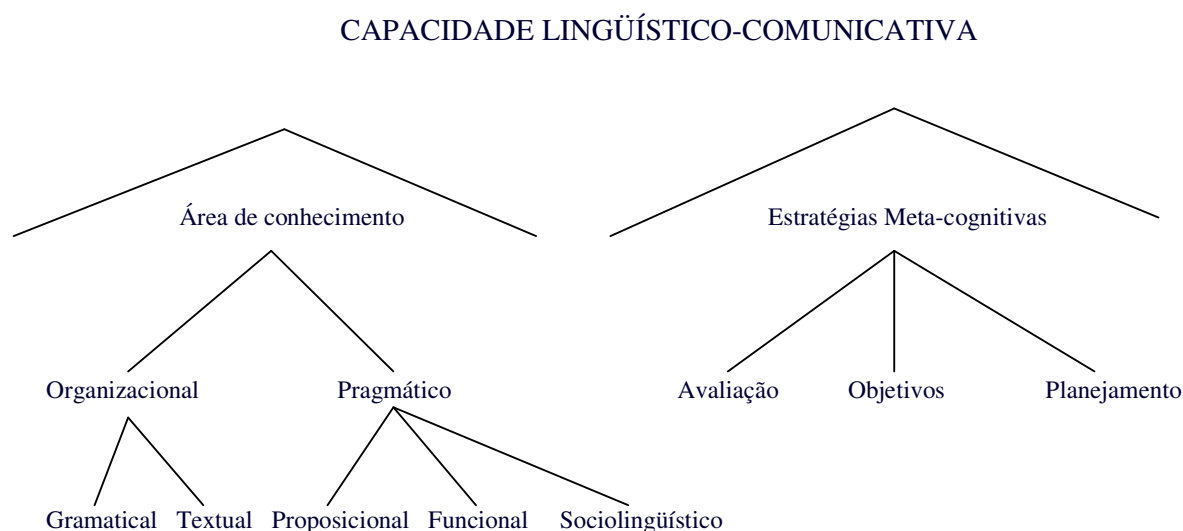 CAPACIDADE LINGÜÍSTICO-COMUNICATIVA
Área de conhecimento Estratégias Meta-cognitivas
Organizacional Pragmático Avaliação Objetivos Planejamento
Gramatical Textual Proposicional Funcional Sociolingüístico